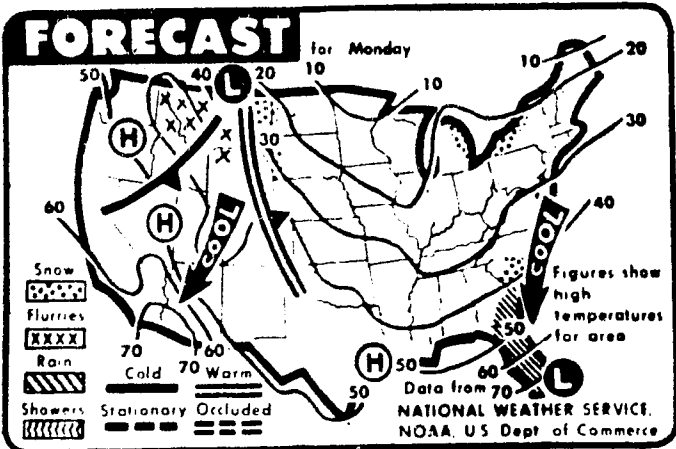 FORECAST
for Monday
50
40
L
20
10
10
10
20
30
H
30
60
H
COOL
COOL
40
Snow
Flurries
XXXX
Rain
Showers
Figures show
high
temperatures
for area
70
70
60
Cold
Warm
Stationary
Occluded
50
H
50
50
60
70
L
Data from
NATIONAL WEATHER SERVICE,
NOAA, U.S. Dept of Commerce